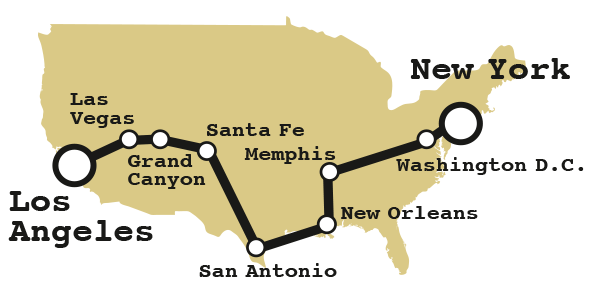 New York
Las
Vegas
Santa Fe
Memphis
Grand
Canyon
Washington D.C.
Los
Angeles
New Orleans
San Antonio